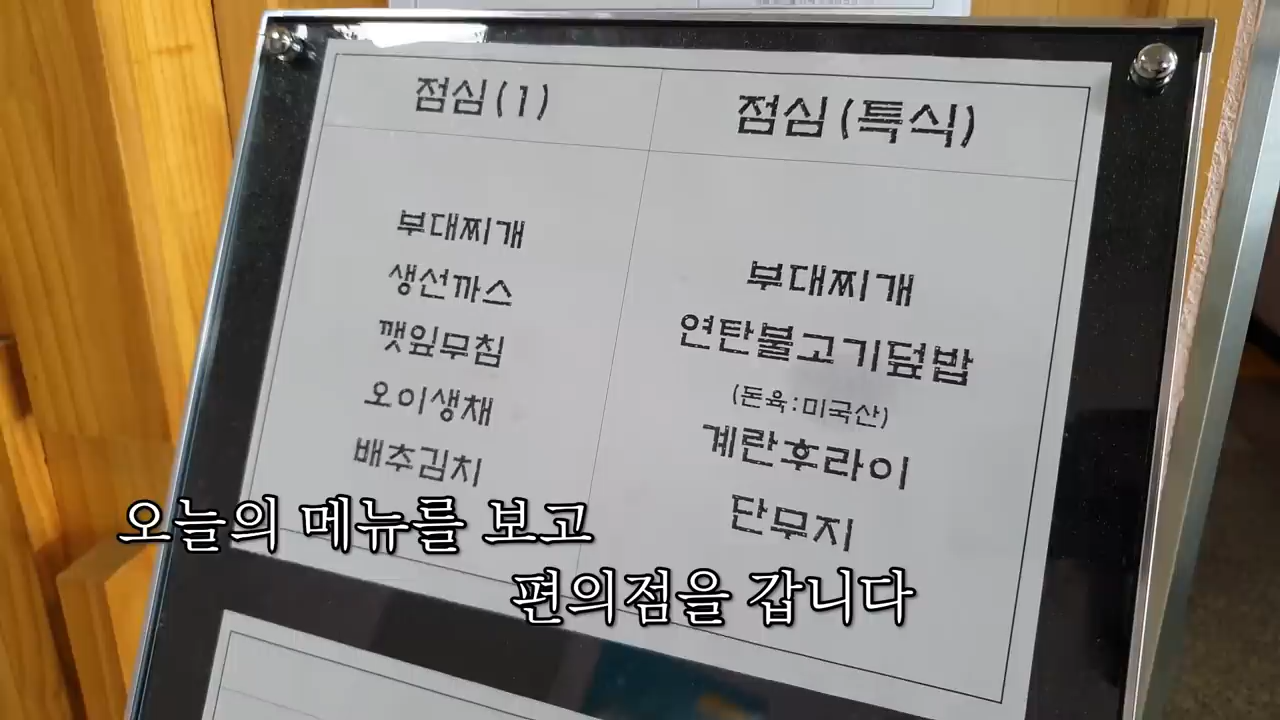 점심(1)
부대찌개
생선까스
깻잎무침
오이생채
배추김치
점심(특식)
부대찌개
연탄불고기덮밥
(돈육:미국산)
계란후라이
단무지
오늘의 메뉴를 보고
편의점을 갑니다